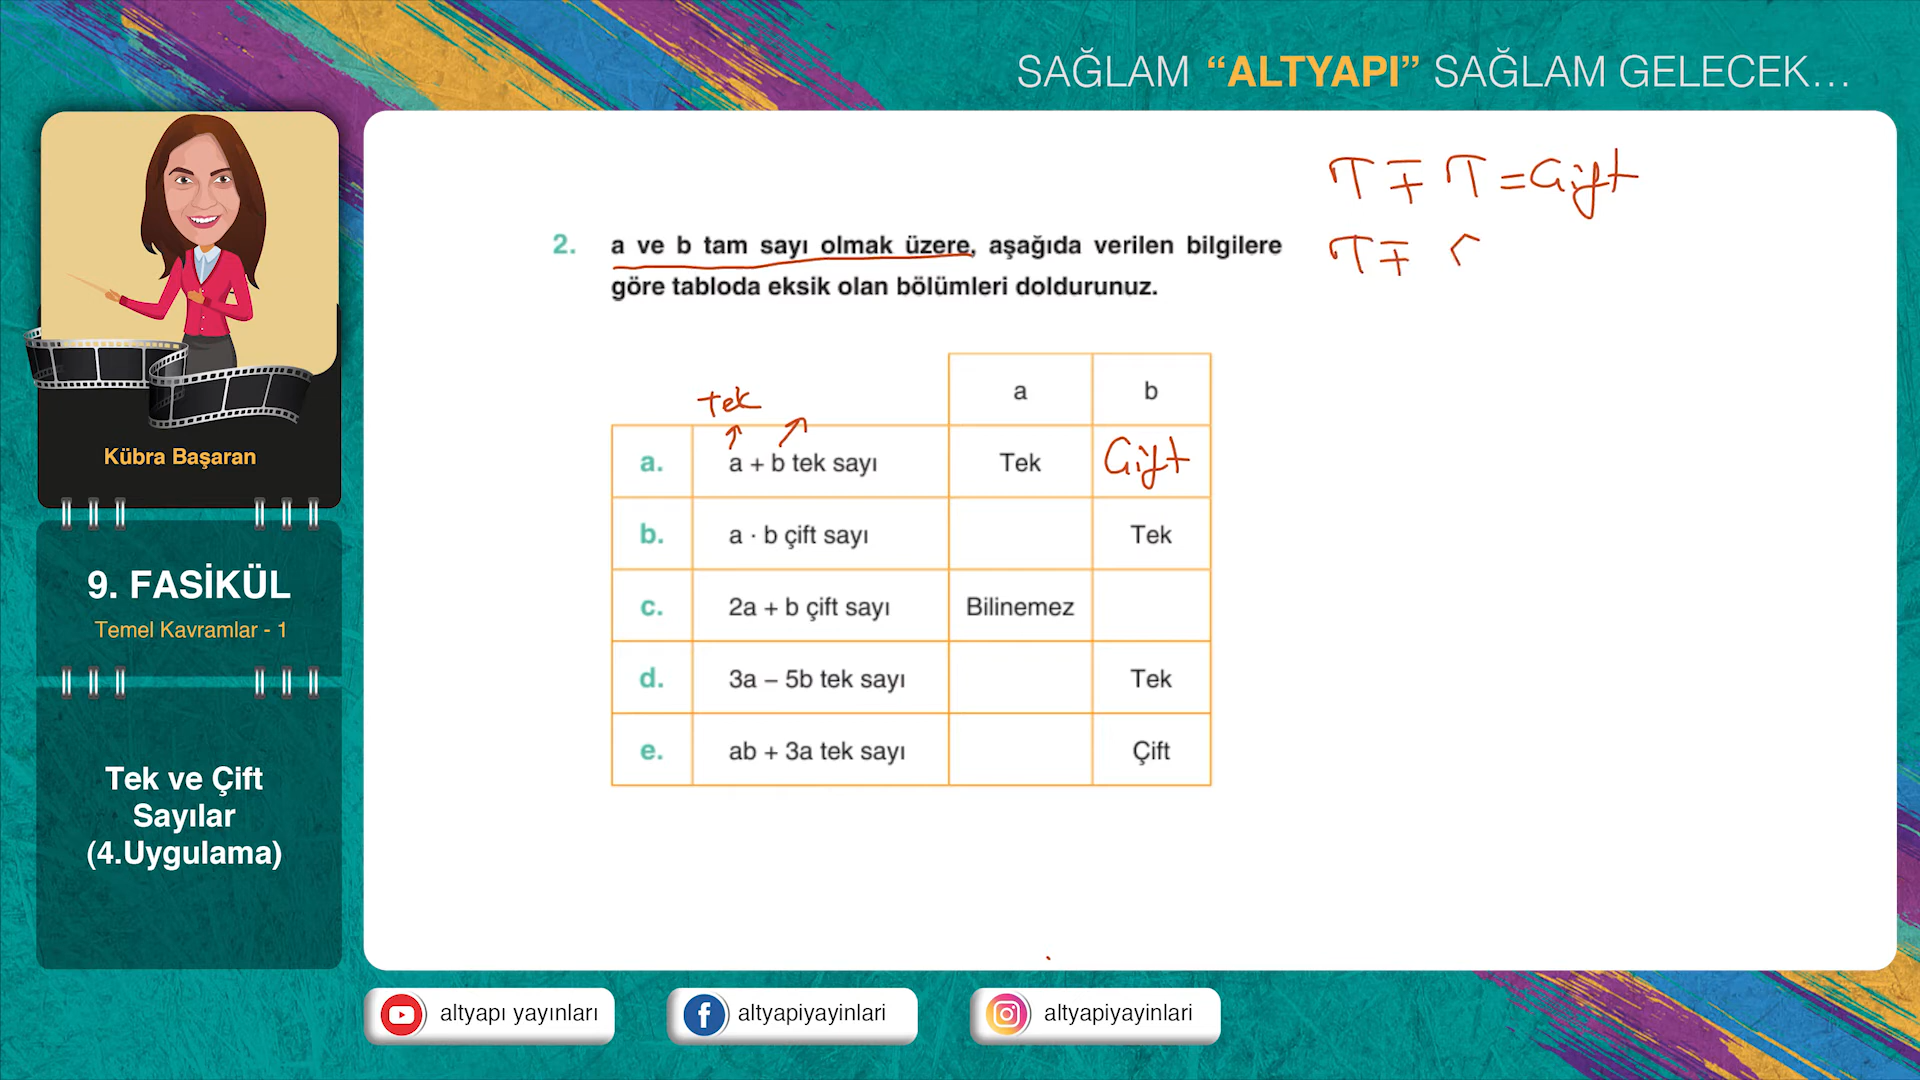 SAĞLAM “ALTYAPI” SAĞLAM GELECEK...
Kübra Başaran
9. FASİKÜL
Temel Kavramlar - 1
Tek ve Çift
Sayılar
(4.Uygulama)
T ∓ T = Çift
T ∓ Ç
2. a ve b tam sayı olmak üzere, aşağıda verilen bilgilere
göre tabloda eksik olan bölümleri doldurunuz.
a b
Tek
a. a + b tek sayı Tek Çift
b. a · b çift sayı Tek
c. 2a + b çift sayı Bilinemez
d. 3a – 5b tek sayı Tek
e. ab + 3a tek sayı Çift
altyapı yayınları
altyapiyayinlari
altyapiyayinlari